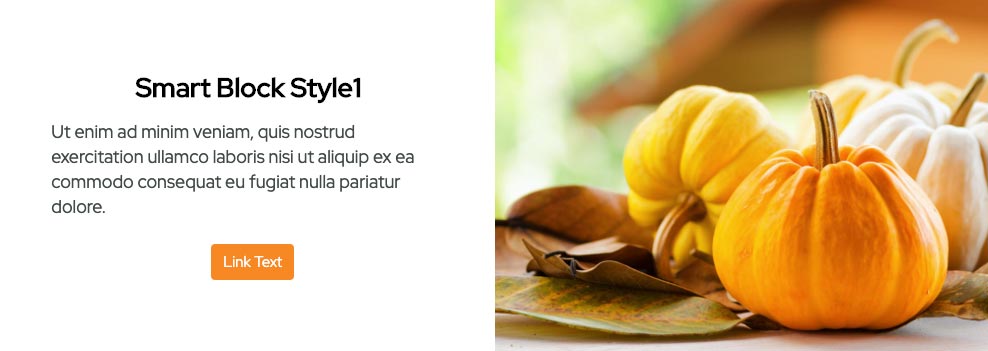 Smart Block Style1
Ut enim ad minim veniam, quis nostrud
exercitation ullamco laboris nisi ut aliquip ex ea
commodo consequat eu fugiat nulla pariatur
dolore.
Link Text